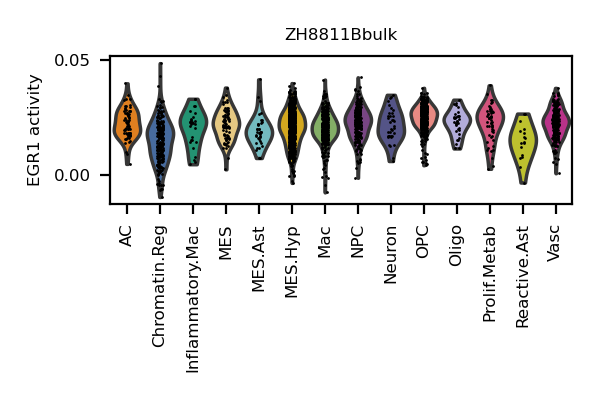 ZH8811Bbulk
EGR1 activity
0.05
0.00
AC
Chromatin.Reg
Inflammatory.Mac
MES
MES.Ast
MES.Hyp
Mac
NPC
Neuron
OPC
Oligo
Prolif.Metab
Reactive.Ast
Vasc